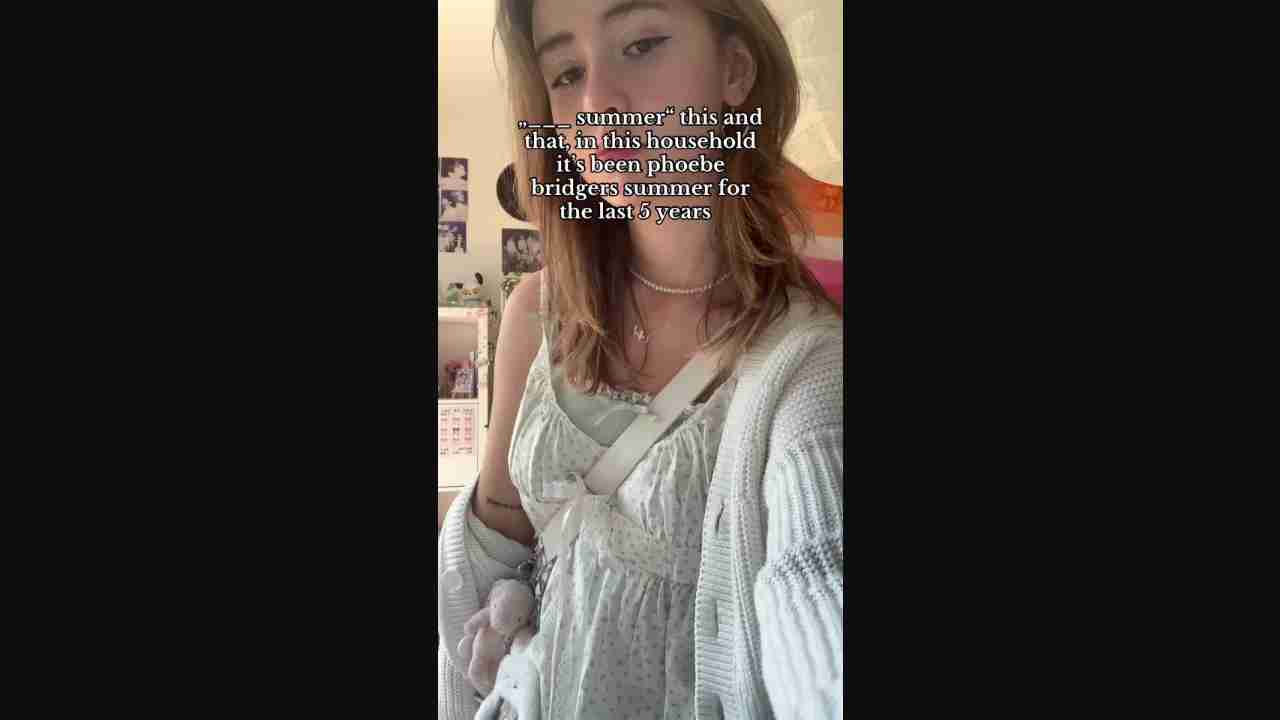 „___ summer“ this and
that, in this household
it's been phoebe
bridgers summer for
the last 5 years